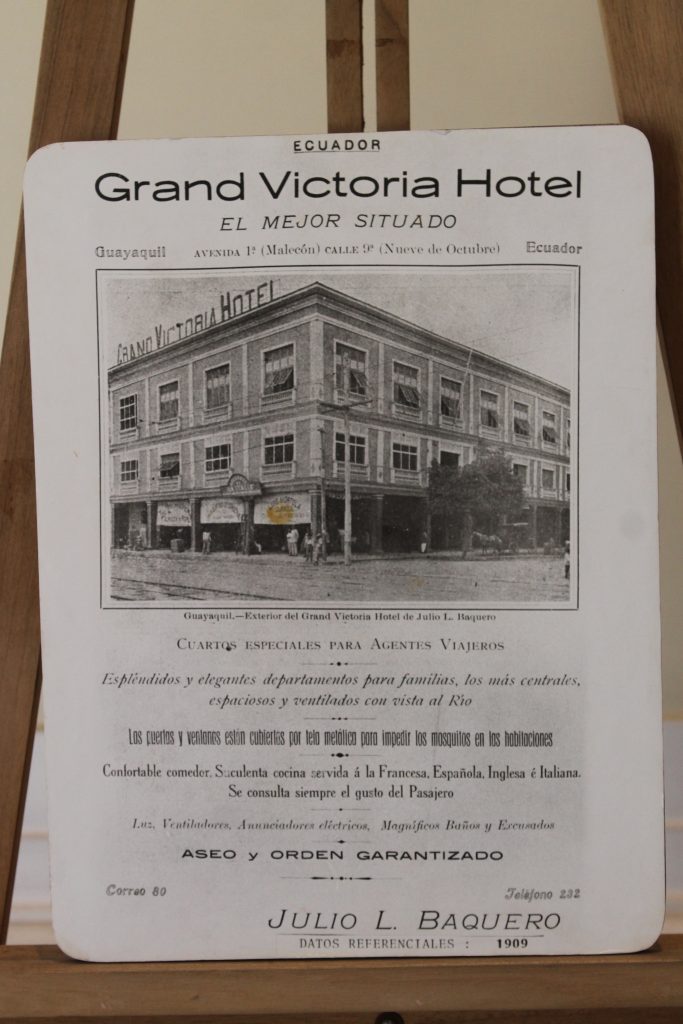 ECUADOR
Grand Victoria Hotel
EL MEJOR SITUADO
Guayaquil AVENIDA 1ª (Malecón) CALLE 9ª (Nueve de Octubre) Ecuador
GRAND VICTORIA HOTEL
Guayaquil.—Exterior del Grand Victoria Hotel de Julio L. Baquero
CUARTOS ESPECIALES PARA AGENTES VIAJEROS
Espléndidos y elegantes departamentos para familias, los más centrales,
espaciosos y ventilados con vista al Río
Las puertas y ventanas están cubiertas por tela metálica para impedir los mosquitos en las habitaciones
Confortable comedor. Suculenta cocina servida á la Francesa, Española, Inglesa é Italiana.
Se consulta siempre el gusto del Pasajero
Luz, Ventiladores, Anunciadores eléctricos, Magníficos Baños y Excusados
ASEO y ORDEN GARANTIZADO
Correo 80 Teléfono 232
JULIO L. BAQUERO
DATOS REFERENCIALES : 1909